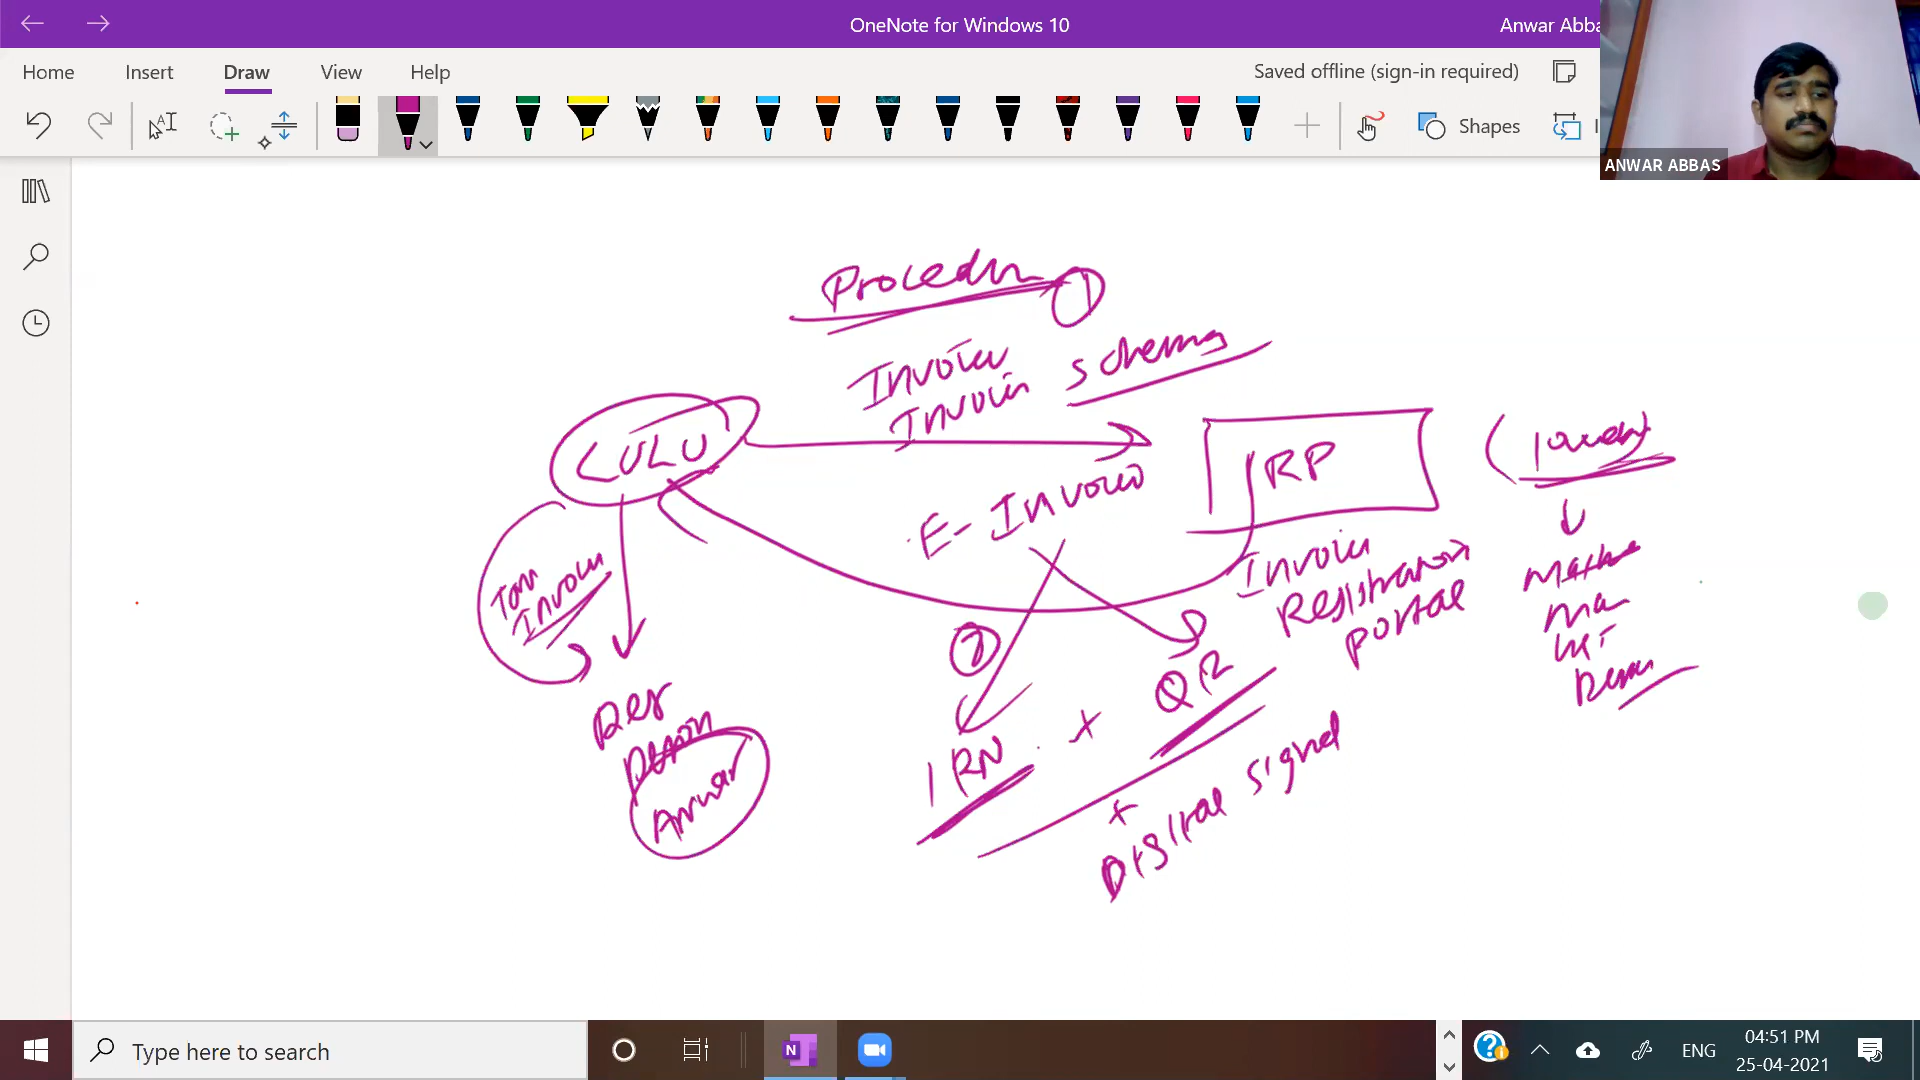 OneNote for Windows 10
Anwar Abba
Home Insert Draw View Help
Saved offline (sign-in required)
Shapes
ANWAR ABBAS
1
Invoice
Invoice Schema
LULU
IRP
E-Invoice
Invoice
Registration
Portal
Invoice
2
QR
+
IRN
Reg
Person
Anwar
+
Digital signed
Type here to search
ENG
04:51 PM
25-04-2021